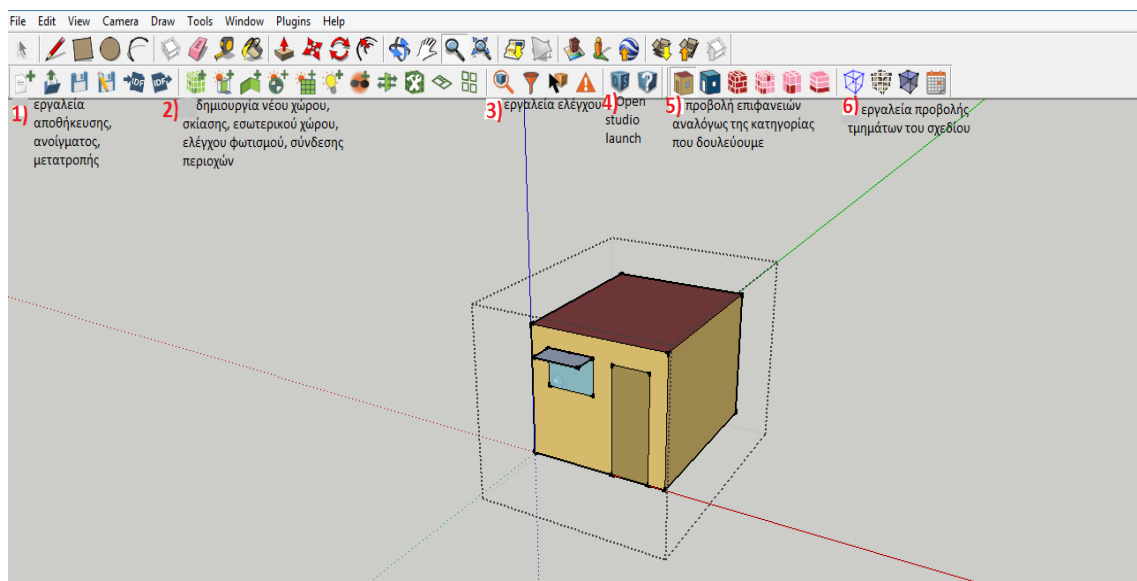 File Edit View Camera Draw Tools Window Plugins Help
1) εργαλεία
αποθήκευσης,
ανοίγματος,
μετατροπής
2) δημιουργία νέου χώρου,
σκίασης, εσωτερικού χώρου,
ελέγχου φωτισμού, σύνδεσης
περιοχών
3) εργαλεία ελέγχου
4) Open
studio
launch
5) προβολή επιφανειών
αναλόγως της κατηγορίας
που δουλεύουμε
6) εργαλεία προβολής
τμημάτων του σχεδίου